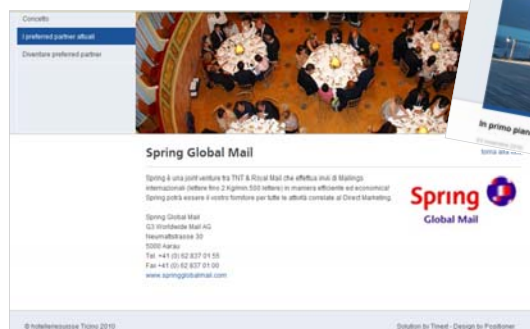 Concetto
I preferred partner attuali
Diventare preferred partner
In primo pian
torna alla
Spring Global Mail
Spring è una joint venture tra TNT & Royal Mail che effettua invii di Mailings
internazionali (lettere fino 2 Kg/min.500 lettere) in maniera efficiente ed economica!
Spring potrà essere il vostro fornitore per tutte le attività correlate al Direct Marketing.
Spring
Global Mail
Spring Global Mail
G3 Worldwide Mail AG
Neumattstrasse 30
5000 Aarau
Tel. +41 (0) 62 837 01 55
Fax +41 (0) 62 837 01 00
www.springglobalmail.com
© hotelleriesuisse Ticino 2010
Solution by Tinext - Design by Positioner